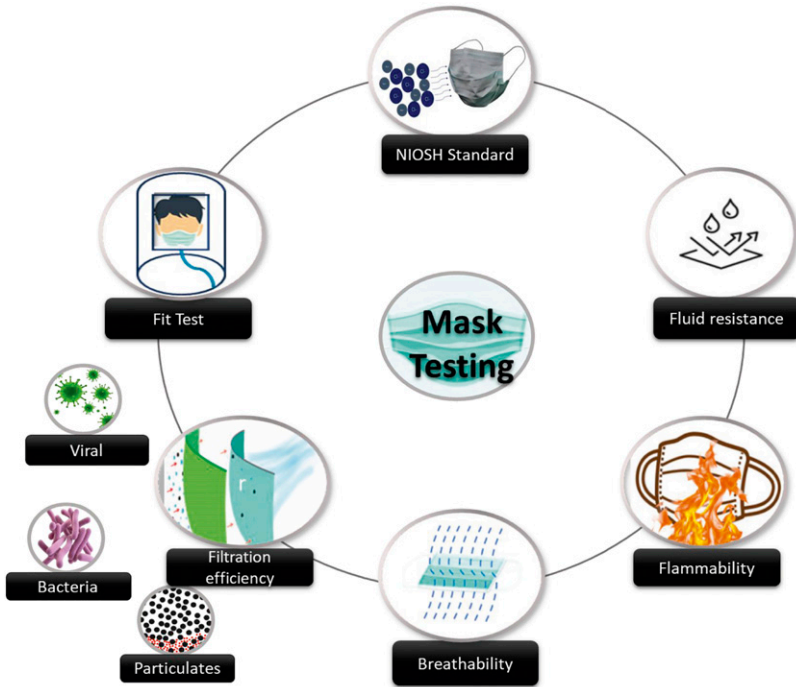 NIOSH Standard
Fit Test
Fluid resistance
Mask
Testing
Viral
Filtration
efficiency
Flammability
Bacteria
Breathability
Particulates